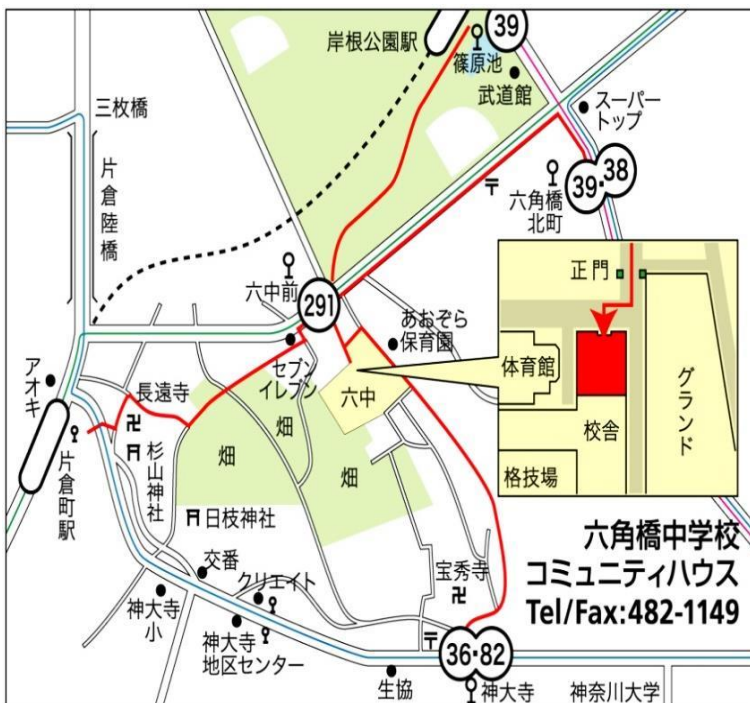 39
岸根公園駅
篠原池
武道館
スーパー
トップ
三枚橋
片倉陸橋
〒
六角橋
北町
39・38
六中前
291
あおぞら
保育園
セブン
イレブン
六中
正門
体育館
グランド
校舎
格技場
アオキ
長遠寺
卍
片倉町駅
杉山神社
畑
畑
畑
日枝神社
交番
クリエイト
神大寺
小
神大寺
地区センター
宝秀寺
卍
〒
36・82
生協
神大寺
神奈川大学
六角橋中学校
コミュニティハウス
Tel/Fax:482-1149